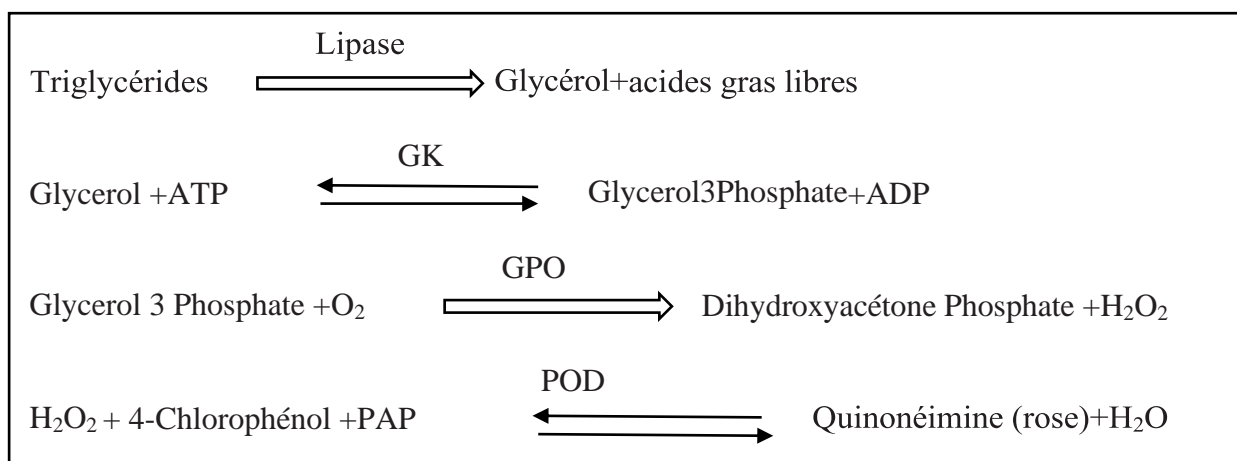 Lipase
Triglycérides Glycérol+acides gras libres
GK
Glycerol +ATP Glycerol3Phosphate+ADP
GPO
Glycerol 3 Phosphate +O₂ Dihydroxyacétone Phosphate +H₂O₂
POD
H₂O₂ + 4-Chlorophénol +PAP Quinonéimine (rose)+H₂O